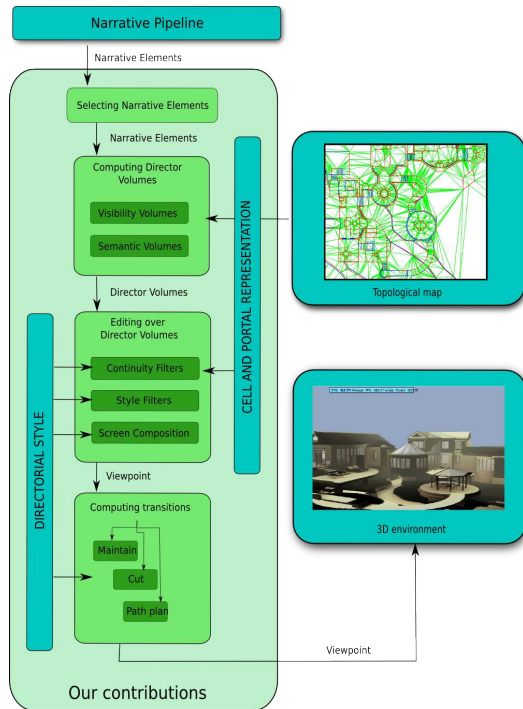 Narrative Pipeline
Narrative Elements
Selecting Narrative Elements
Narrative Elements
Computing Director
Volumes
Visibility Volumes
Semantic Volumes
Director Volumes
Editing over
Director Volumes
Continuity Filters
Style Filters
Screen Composition
Viewpoint
Computing transitions
Maintain
Cut
Path plan
DIRECTORIAL STYLE
CELL AND PORTAL REPRESENTATION
Topological map
3D environment
Viewpoint
Our contributions